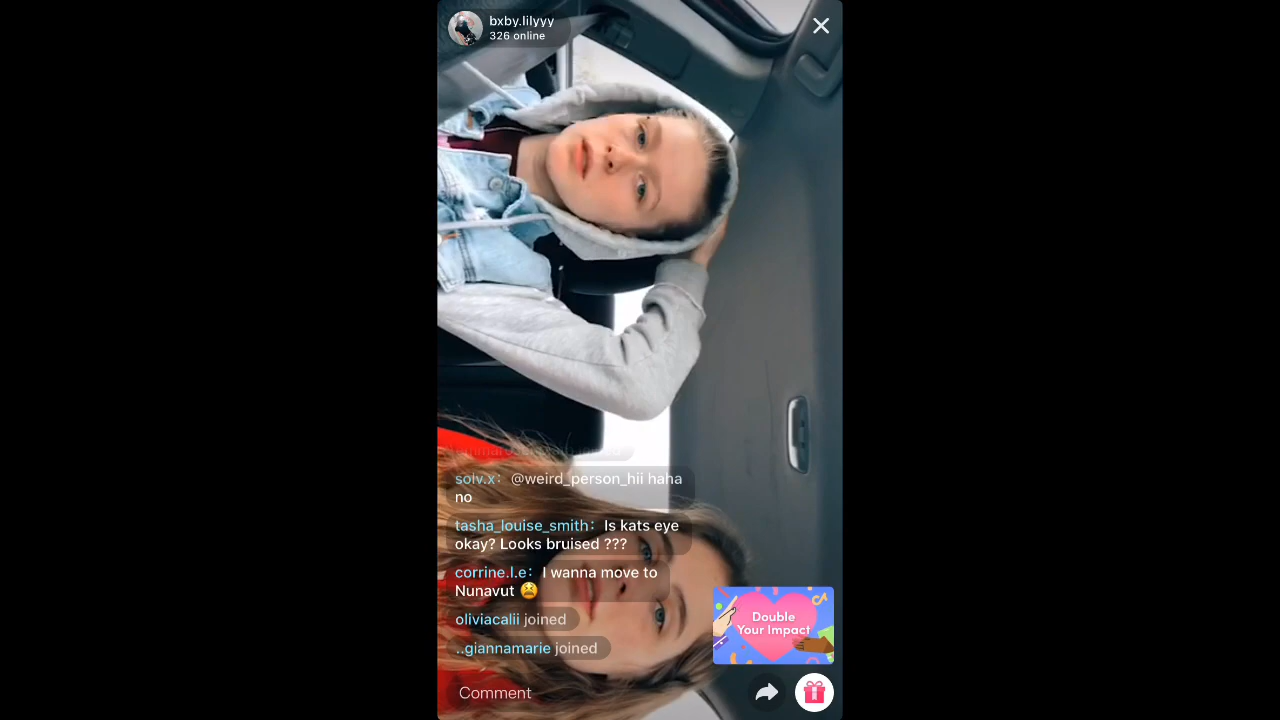 bxby.lilyyy
326 online
solv.x: @weird_person_hii haha
no
tasha_louise_smith: Is kats eye
okay? Looks bruised ???
corrine.l.e: I wanna move to
Nunavut 😫
oliviacalii joined
..giannamarie joined
Double
Your Impact
Comment